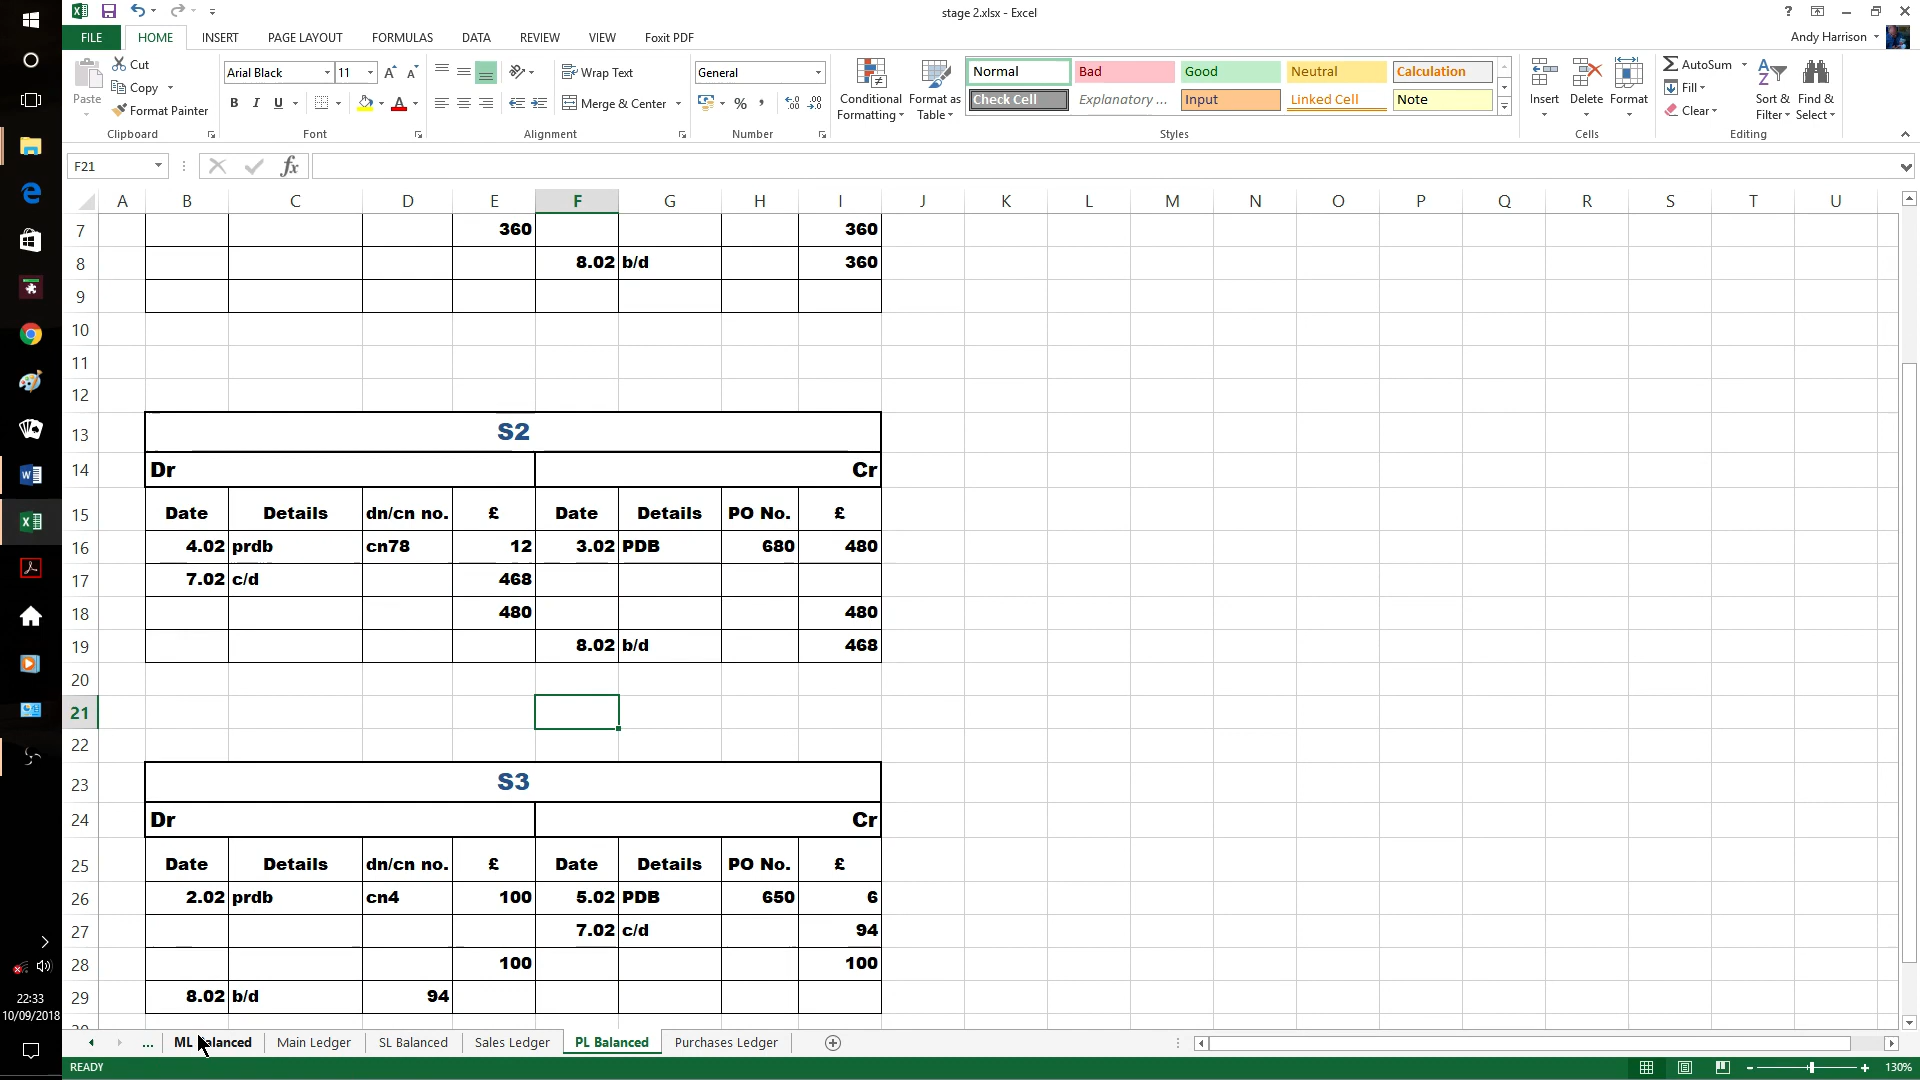 stage 2.xlsx - Excel
?
FILE HOME INSERT PAGE LAYOUT FORMULAS DATA REVIEW VIEW Foxit PDF
Andy Harrison
Paste
Cut
Copy
Format Painter
Clipboard
Arial Black 11
B I U
Font
Wrap Text
Merge & Center
Alignment
General
% ,
Number
Conditional Formatting
Format as Table
Normal Bad Good Neutral Calculation
Check Cell Explanatory ... Input Linked Cell Note
Styles
Insert Delete Format
Cells
AutoSum
Fill
Clear
Sort & Filter
Find & Select
Editing
F21
fx
A B C D E F G H I J K L M N O P Q R S T U
7 360 360
8 8.02 b/d 360
9
10
11
12
13 S2
14 Dr Cr
15 Date Details dn/cn no. £ Date Details PO No. £
16 4.02 prdb cn78 12 3.02 PDB 680 480
17 7.02 c/d 468
18 480 480
19 8.02 b/d 468
20
21
22
23 S3
24 Dr Cr
25 Date Details dn/cn no. £ Date Details PO No. £
26 2.02 prdb cn4 100 5.02 PDB 650 6
27 7.02 c/d 94
28 100 100
29 8.02 b/d 94
... ML Balanced Main Ledger SL Balanced Sales Ledger PL Balanced Purchases Ledger
READY
130%
22:33
10/09/2018